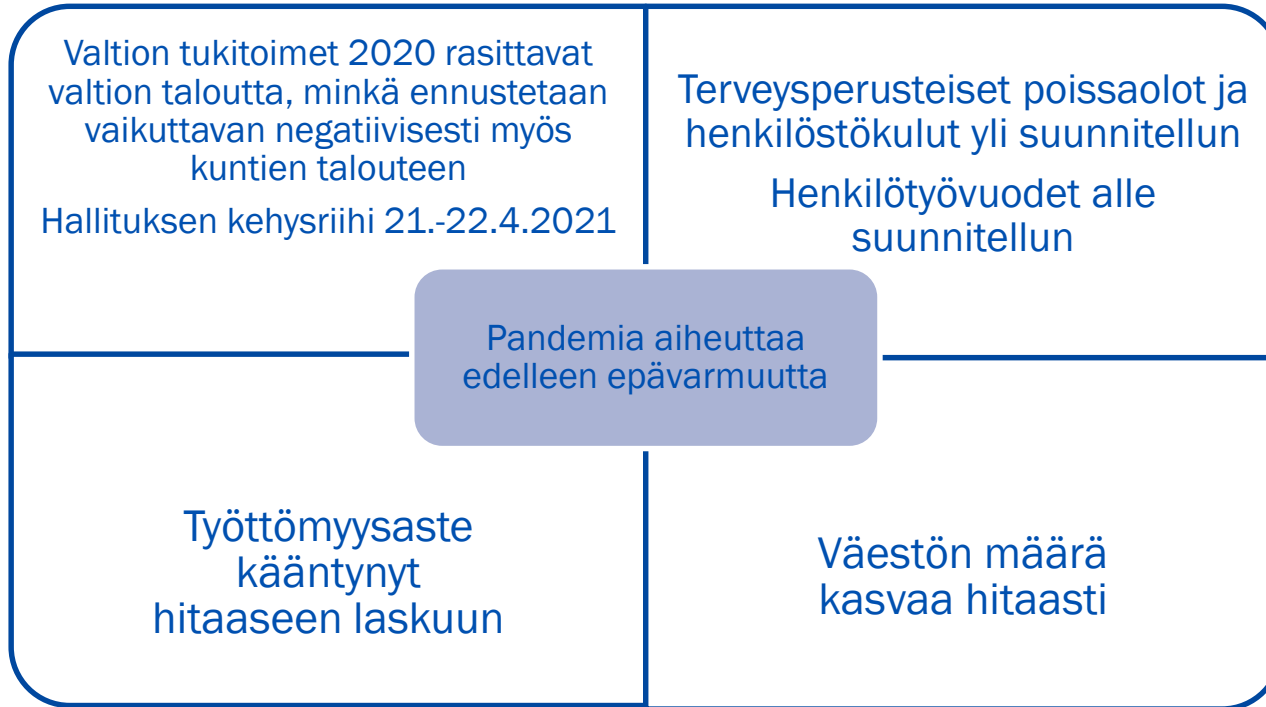 Valtion tukitoimet 2020 rasittavat
valtion taloutta, minkä ennustetaan
vaikuttavan negatiivisesti myös
kuntien talouteen
Hallituksen kehysriihi 21.-22.4.2021
Terveysperusteiset poissaolot ja
henkilöstökulut yli suunnitellun
Henkilötyövuodet alle
suunnitellun
Pandemia aiheuttaa
edelleen epävarmuutta
Työttömyysaste
kääntynyt
hitaaseen laskuun
Väestön määrä
kasvaa hitaasti